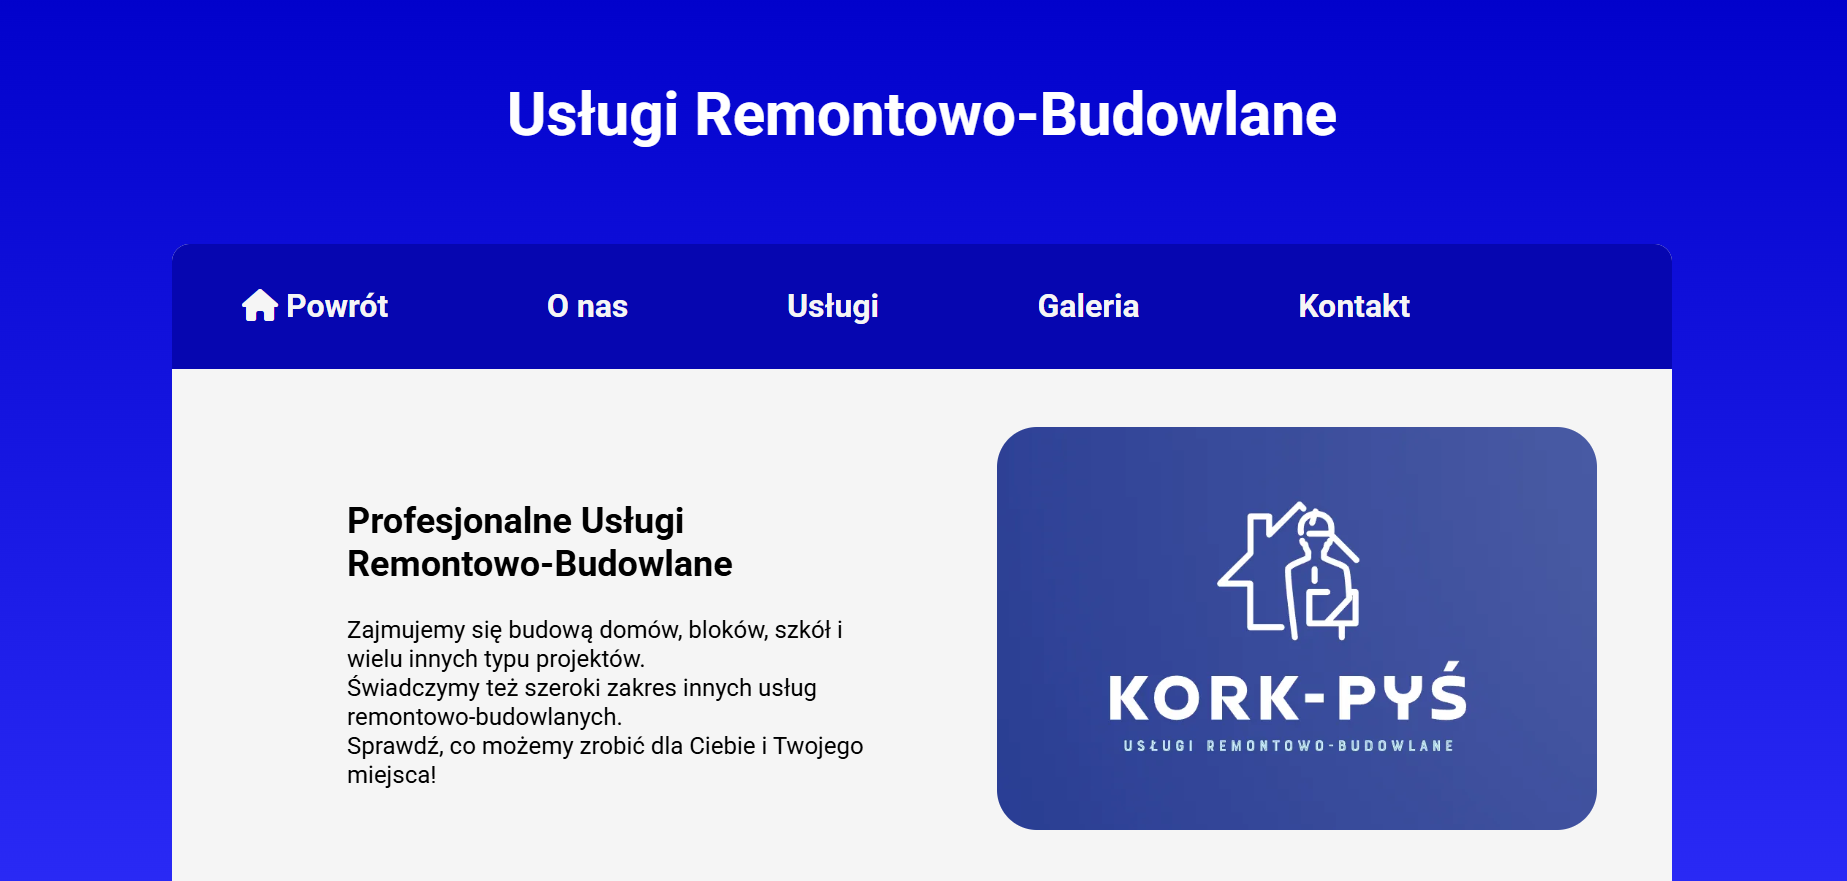 Usługi Remontowo-Budowlane
Powrót
O nas
Usługi
Galeria
Kontakt
Profesjonalne Usługi
Remontowo-Budowlane
Zajmujemy się budową domów, bloków, szkół i
wielu innych typu projektów.
Świadczymy też szeroki zakres innych usług
remontowo-budowlanych.
Sprawdź, co możemy zrobić dla Ciebie i Twojego
miejsca!
KORK-PYŚ
USŁUGI REMONTOWO-BUDOWLANE